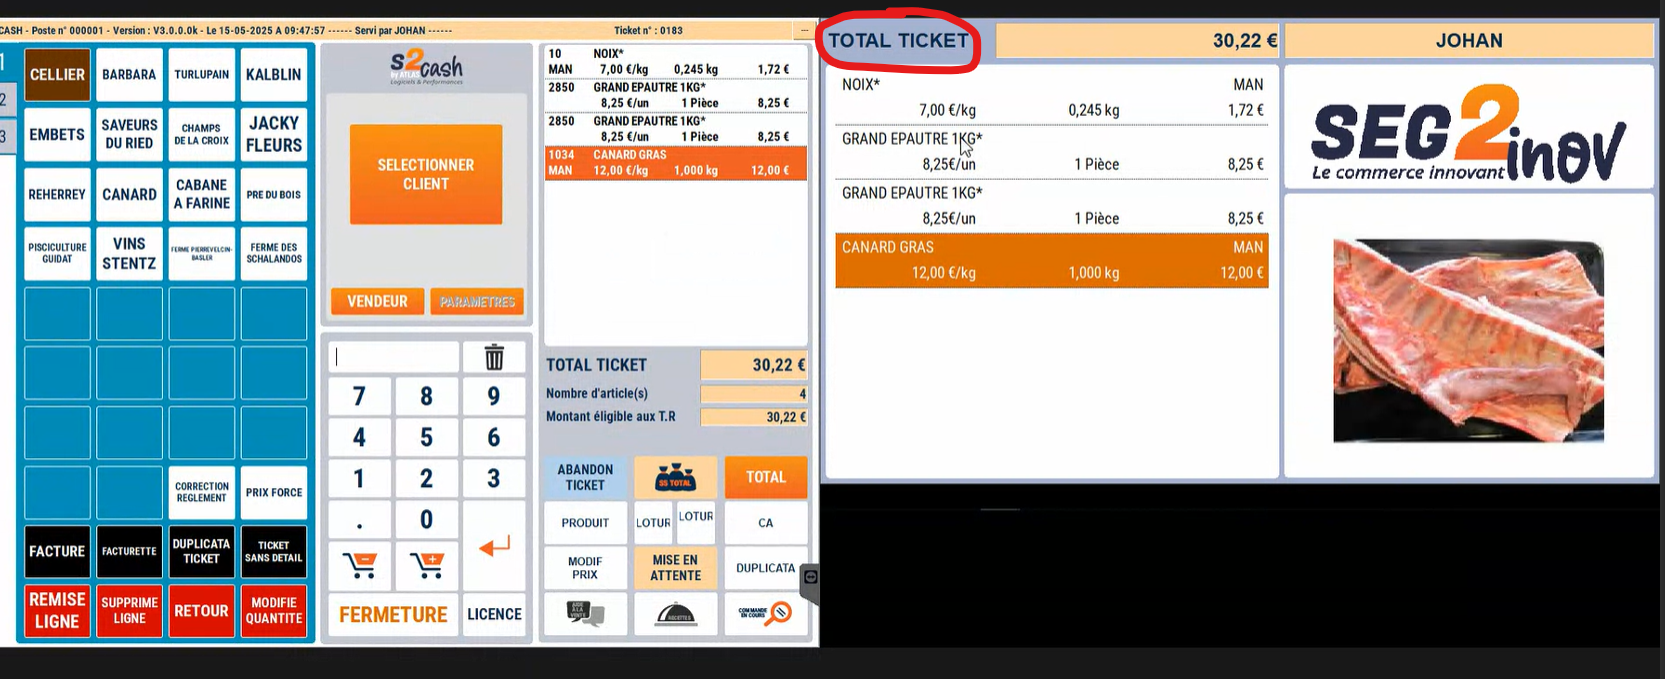 CASH - Poste n° 000001 - Version : V3.0.0.0k - Le 15-05-2025 A 09:47:57 ------ Servi par JOHAN ------
Ticket n° : 0183
...
1
2
3
CELLIER
BARBARA
TURLUPAIN
KALBLIN
EMBETS
SAVEURS
DU RIED
CHAMPS
DE LA CROIX
JACKY
FLEURS
REHERREY
CANARD
CABANE
A FARINE
PRE DU BOIS
PISCICULTURE
GUIDAT
VINS
STENTZ
FERME PIERREVELCIN-
BASLER
FERME DES
SCHALANDOS
CORRECTION
REGLEMENT
PRIX FORCE
FACTURE
FACTURETTE
DUPLICATA
TICKET
TICKET
SANS DETAIL
REMISE
LIGNE
SUPPRIME
LIGNE
RETOUR
MODIFIE
QUANTITE
S2cash
by ATLAS
Logiciels & Performances
SELECTIONNER
CLIENT
VENDEUR
PARAMETRES
7 8 9
4 5 6
1 2 3
. 0
FERMETURE
LICENCE
10 NOIX*
MAN 7,00 €/kg 0,245 kg 1,72 €
2850 GRAND EPAUTRE 1KG*
8,25 €/un 1 Pièce 8,25 €
2850 GRAND EPAUTRE 1KG*
8,25 €/un 1 Pièce 8,25 €
1034 CANARD GRAS
MAN 12,00 €/kg 1,000 kg 12,00 €
TOTAL TICKET 30,22 €
Nombre d'article(s) 4
Montant éligible aux T.R 30,22 €
ABANDON
TICKET
SS TOTAL
TOTAL
PRODUIT
LOTUR
LOTUR
CA
MODIF
PRIX
MISE EN
ATTENTE
DUPLICATA
AIDE
A LA
VENTE
RECETTES
COMMANDE
EN COURS
TOTAL TICKET 30,22 € JOHAN
NOIX* MAN
7,00 €/kg 0,245 kg 1,72 €
GRAND EPAUTRE 1KG*
8,25€/un 1 Pièce 8,25 €
GRAND EPAUTRE 1KG*
8,25€/un 1 Pièce 8,25 €
CANARD GRAS MAN
12,00 €/kg 1,000 kg 12,00 €
SEG2inov
Le commerce innovant